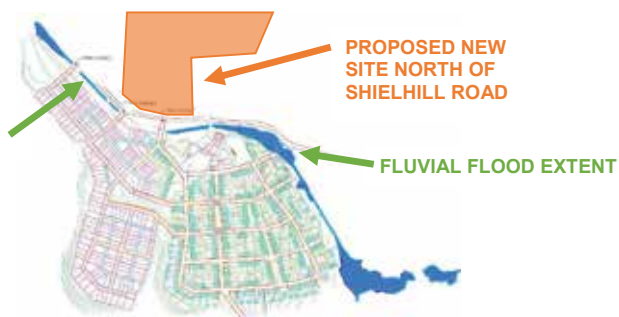 PROPOSED NEW
SITE NORTH OF
SHIELHILL ROAD
FLUVIAL FLOOD EXTENT